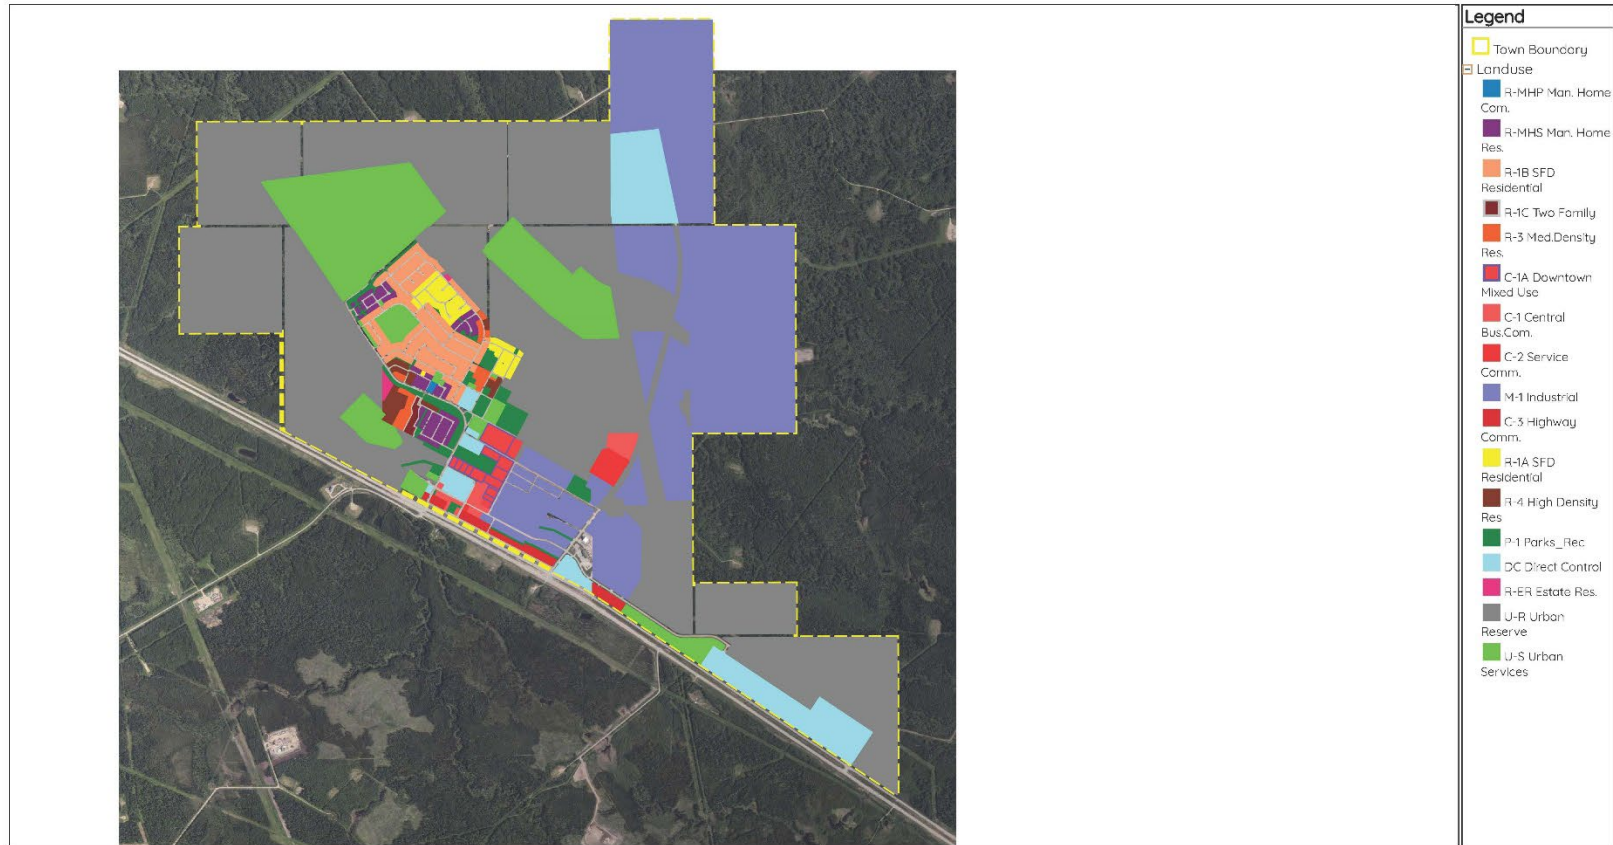 Legend
Town Boundary
Landuse
R-MHP Man. Home
Com.
R-MHS Man. Home
Res.
R-1B SFD
Residential
R-1C Two Family
R-3 Med.Density
Res.
C-1A Downtown
Mixed Use
C-1 Central
Bus.Com.
C-2 Service
Comm.
M-1 Industrial
C-3 Highway
Comm.
R-1A SFD
Residential
R-4 High Density
Res
P-1 Parks_Rec
DC Direct Control
R-ER Estate Res.
U-R Urban
Reserve
U-S Urban
Services